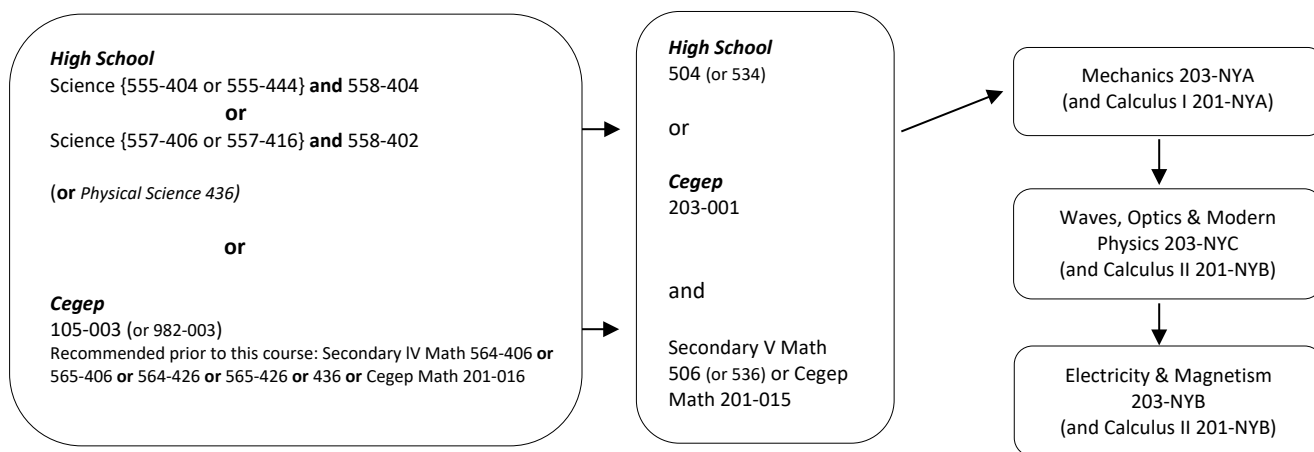 High School
Science {555-404 or 555-444} and 558-404
or
Science {557-406 or 557-416} and 558-402
(or Physical Science 436)
or
Cegep
105-003 (or 982-003)
Recommended prior to this course: Secondary lV Math 564-406 or
565-406 or 564-426 or 565-426 or 436 or Cegep Math 201-016
High School
504 (or 534)
or
Cegep
203-001
and
Secondary V Math
506 (or 536) or Cegep
Math 201-015
Mechanics 203-NYA
(and Calculus I 201-NYA)
Waves, Optics & Modern
Physics 203-NYC
(and Calculus II 201-NYB)
Electricity & Magnetism
203-NYB
(and Calculus II 201-NYB)